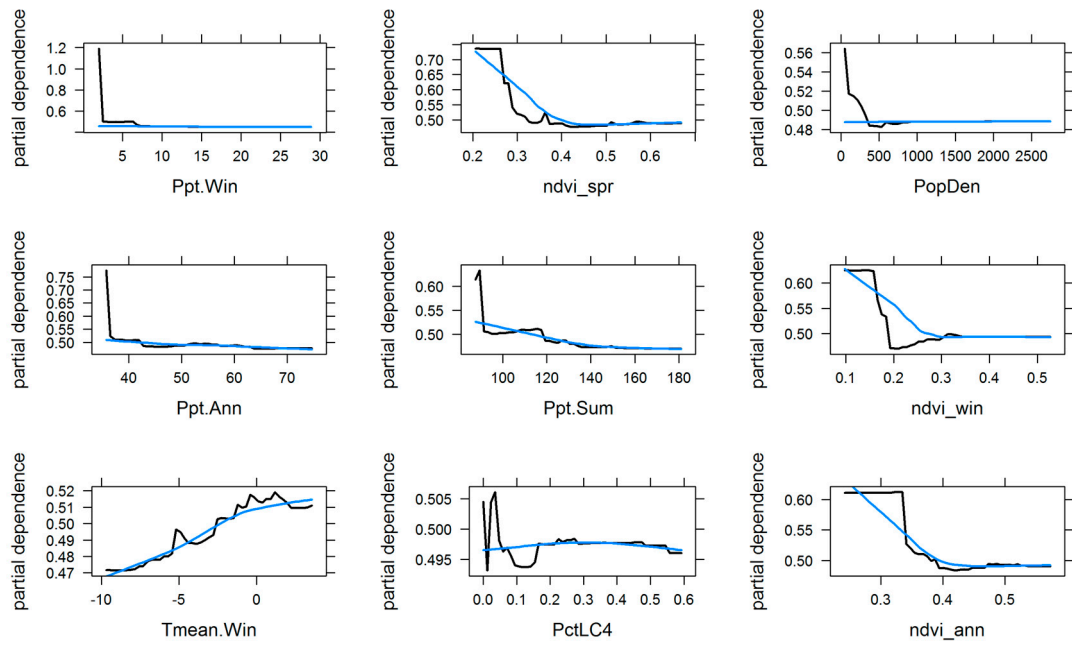 partial dependence
1.2
1.0
0.8
0.6
5 10 15 20 25 30
Ppt.Win
partial dependence
0.70
0.65
0.60
0.55
0.50
0.2 0.3 0.4 0.5 0.6
ndvi_spr
partial dependence
0.56
0.54
0.52
0.50
0.48
0 500 1000 1500 2000 2500
PopDen
partial dependence
0.75
0.70
0.65
0.60
0.55
0.50
40 50 60 70
Ppt.Ann
partial dependence
0.60
0.55
0.50
100 120 140 160 180
Ppt.Sum
partial dependence
0.60
0.55
0.50
0.1 0.2 0.3 0.4 0.5
ndvi_win
partial dependence
0.52
0.51
0.50
0.49
0.48
0.47
-10 -5 0
Tmean.Win
partial dependence
0.505
0.500
0.495
0.0 0.1 0.2 0.3 0.4 0.5 0.6
PctLC4
partial dependence
0.60
0.55
0.50
0.3 0.4 0.5
ndvi_ann